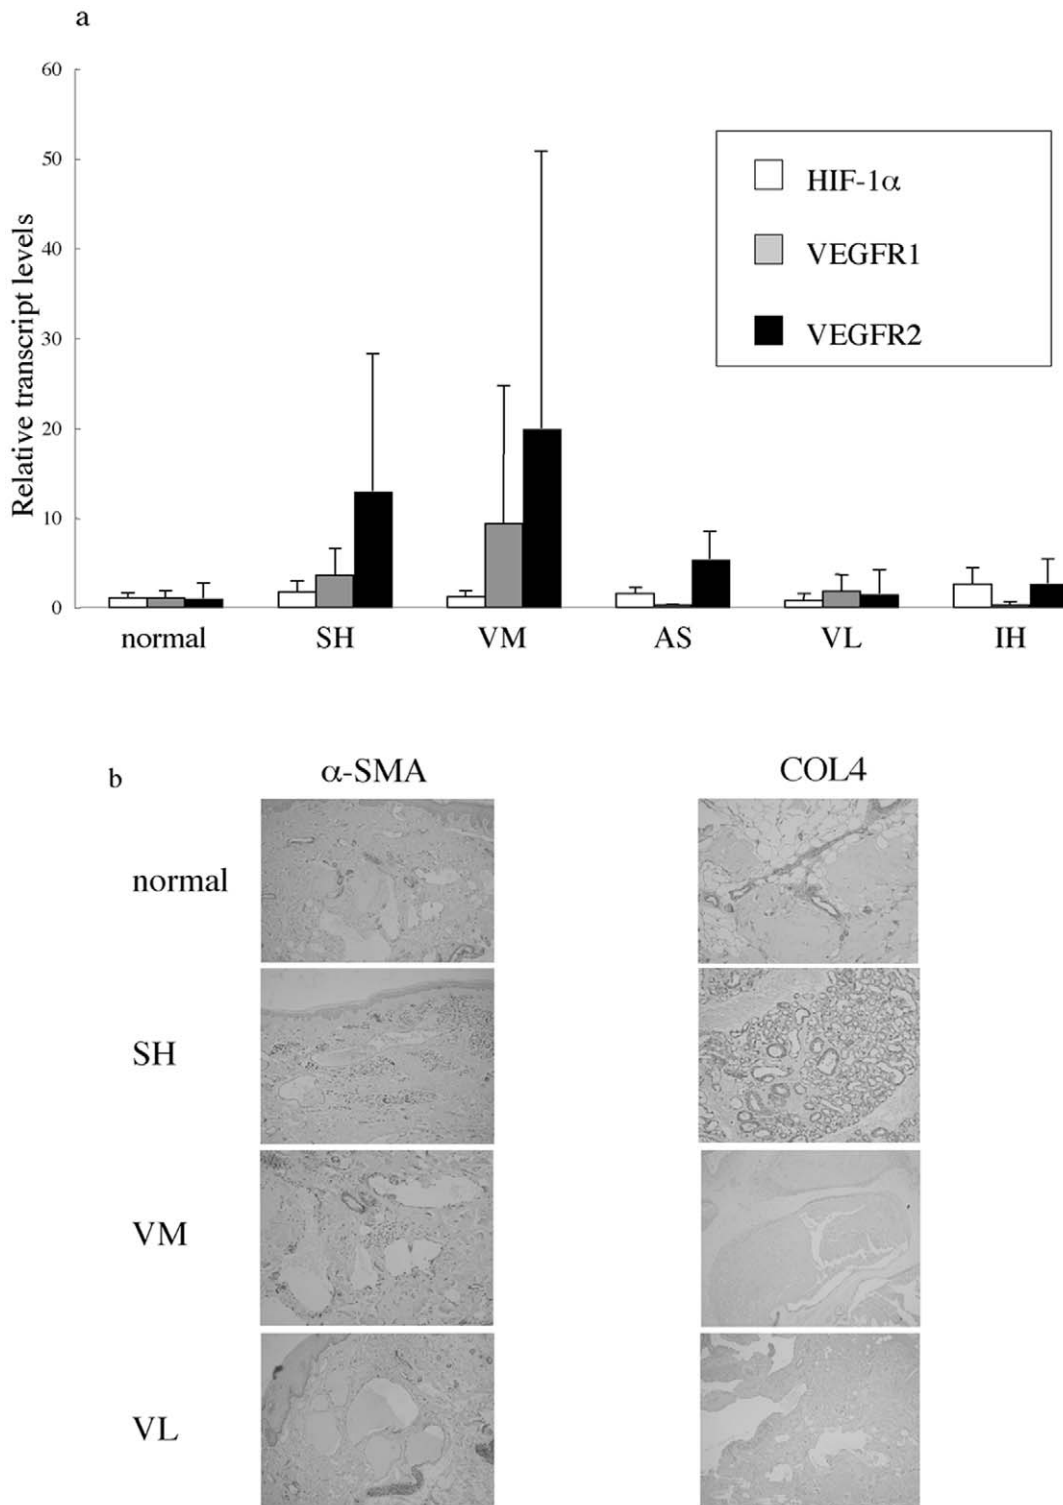 a
60
50
40
30
20
10
0
Relative transcript levels
HIF-1α
VEGFR1
VEGFR2
normal SH VM AS VL IH
b
α-SMA COL4
normal
SH
VM
VL